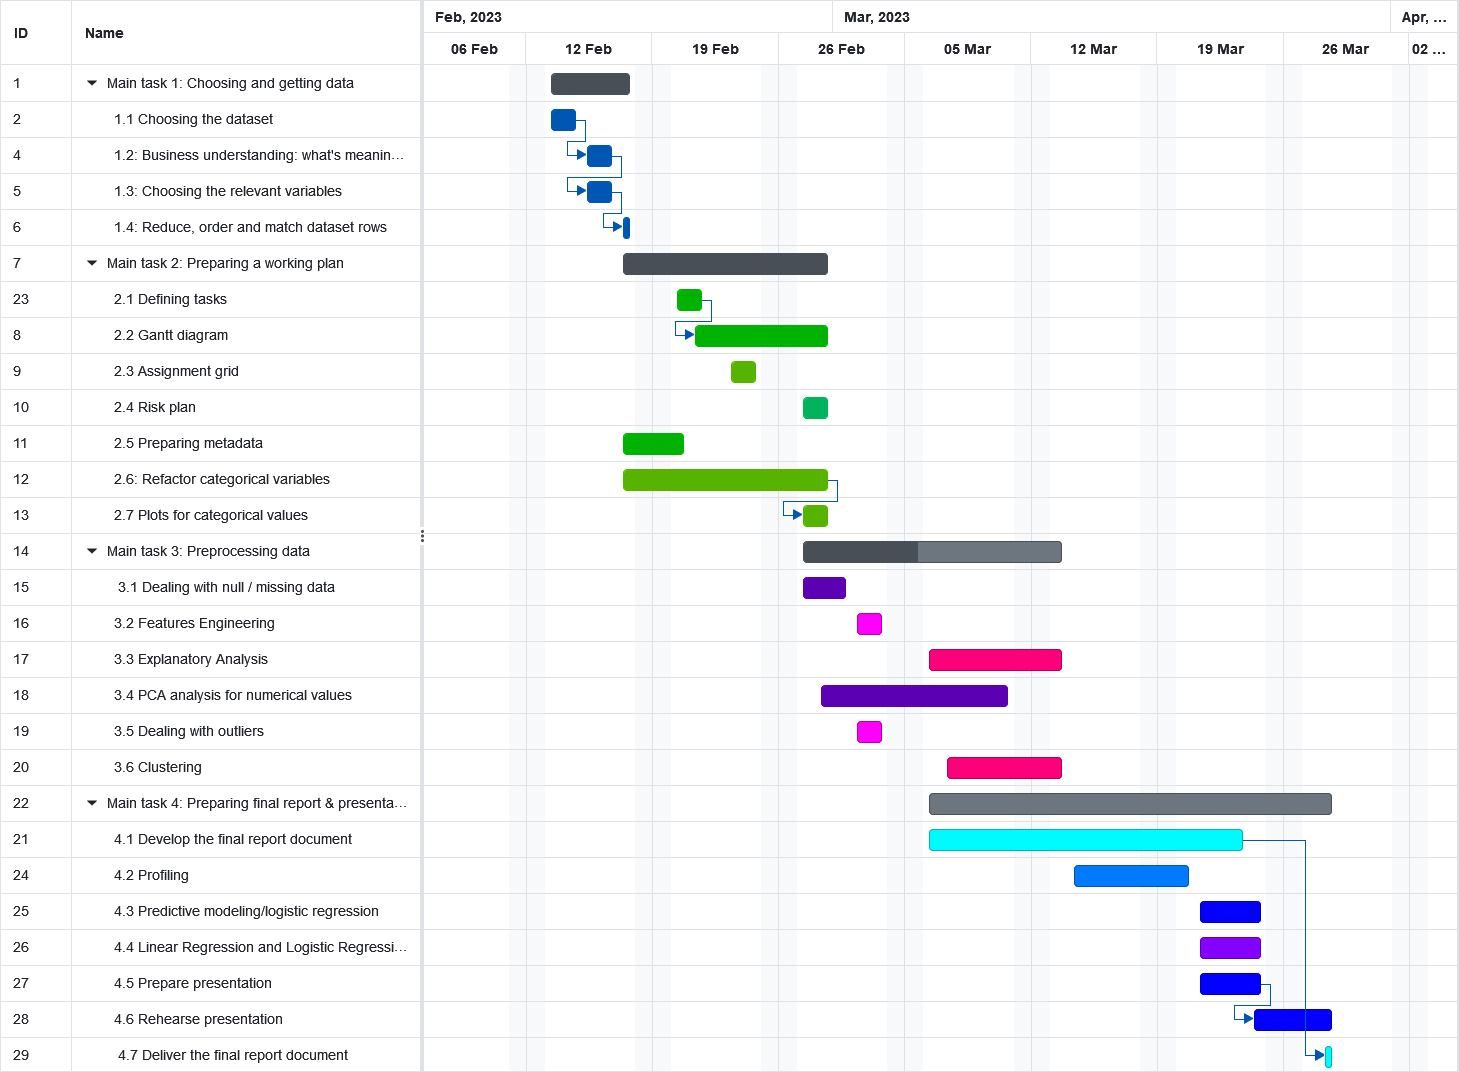 Feb, 2023 Mar, 2023 Apr, ...
ID Name
06 Feb 12 Feb 19 Feb 26 Feb 05 Mar 12 Mar 19 Mar 26 Mar 02 ...
1 Main task 1: Choosing and getting data
2 1.1 Choosing the dataset
4 1.2: Business understanding: what's meanin...
5 1.3: Choosing the relevant variables
6 1.4: Reduce, order and match dataset rows
7 Main task 2: Preparing a working plan
23 2.1 Defining tasks
8 2.2 Gantt diagram
9 2.3 Assignment grid
10 2.4 Risk plan
11 2.5 Preparing metadata
12 2.6: Refactor categorical variables
13 2.7 Plots for categorical values
14 Main task 3: Preprocessing data
15 3.1 Dealing with null / missing data
16 3.2 Features Engineering
17 3.3 Explanatory Analysis
18 3.4 PCA analysis for numerical values
19 3.5 Dealing with outliers
20 3.6 Clustering
22 Main task 4: Preparing final report & presenta...
21 4.1 Develop the final report document
24 4.2 Profiling
25 4.3 Predictive modeling/logistic regression
26 4.4 Linear Regression and Logistic Regressi...
27 4.5 Prepare presentation
28 4.6 Rehearse presentation
29 4.7 Deliver the final report document